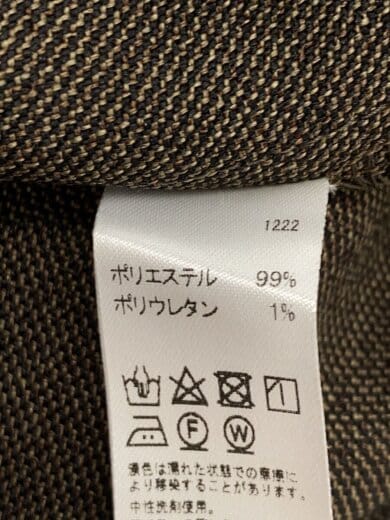 1222
ポリエステル 99%
ポリウレタン 1%
F W
濃色は濡れた状態での摩擦に
より移染することがあります。
中性洗剤使用。